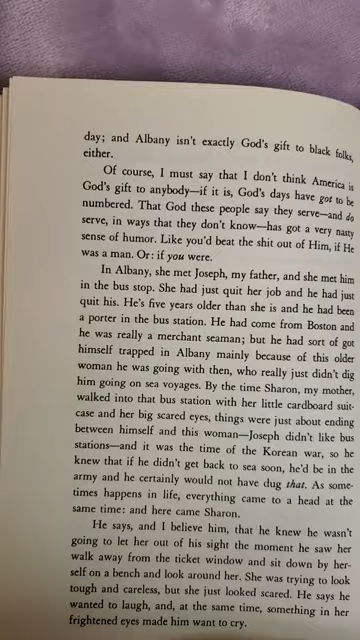 day; and Albany isn't exactly God's gift to black folks,
either.
Of course, I must say that I don't think America is
God's gift to anybody—if it is, God's days have got to be
numbered. That God these people say they serve—and do
serve, in ways that they don't know—has got a very nasty
sense of humor. Like you'd beat the shit out of Him, if He
was a man. Or: if you were.
In Albany, she met Joseph, my father, and she met him
in the bus stop. She had just quit her job and he had just
quit his. He's five years older than she is and he had been
a porter in the bus station. He had come from Boston and
he was really a merchant seaman; but he had sort of got
himself trapped in Albany mainly because of this older
woman he was going with then, who really just didn't dig
him going on sea voyages. By the time Sharon, my mother,
walked into that bus station with her little cardboard suit-
case and her big scared eyes, things were just about ending
between himself and this woman—Joseph didn't like bus
stations—and it was the time of the Korean war, so he
knew that if he didn't get back to sea soon, he'd be in the
army and he certainly would not have dug that. As some-
times happens in life, everything came to a head at the
same time: and here came Sharon.
He says, and I believe him, that he knew he wasn't
going to let her out of his sight the moment he saw her
walk away from the ticket window and sit down by her-
self on a bench and look around her. She was trying to look
tough and careless, but she just looked scared. He says he
wanted to laugh, and, at the same time, something in her
frightened eyes made him want to cry.